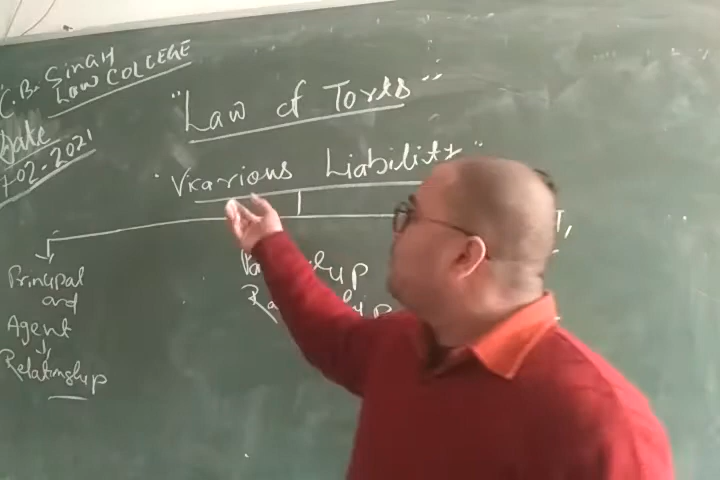 C.B. Singh
LAW COLLEGE
Date
-02-2021
"Law of Torts"
"Vicarious Liability"
Principal
and
Agent
Relationship